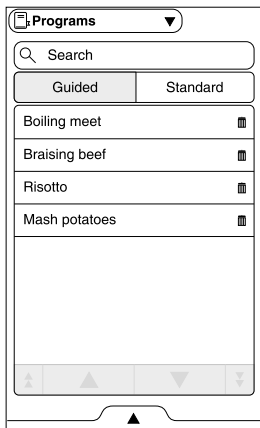 Programs
Search
Guided Standard
Boiling meet
Braising beef
Risotto
Mash potatoes